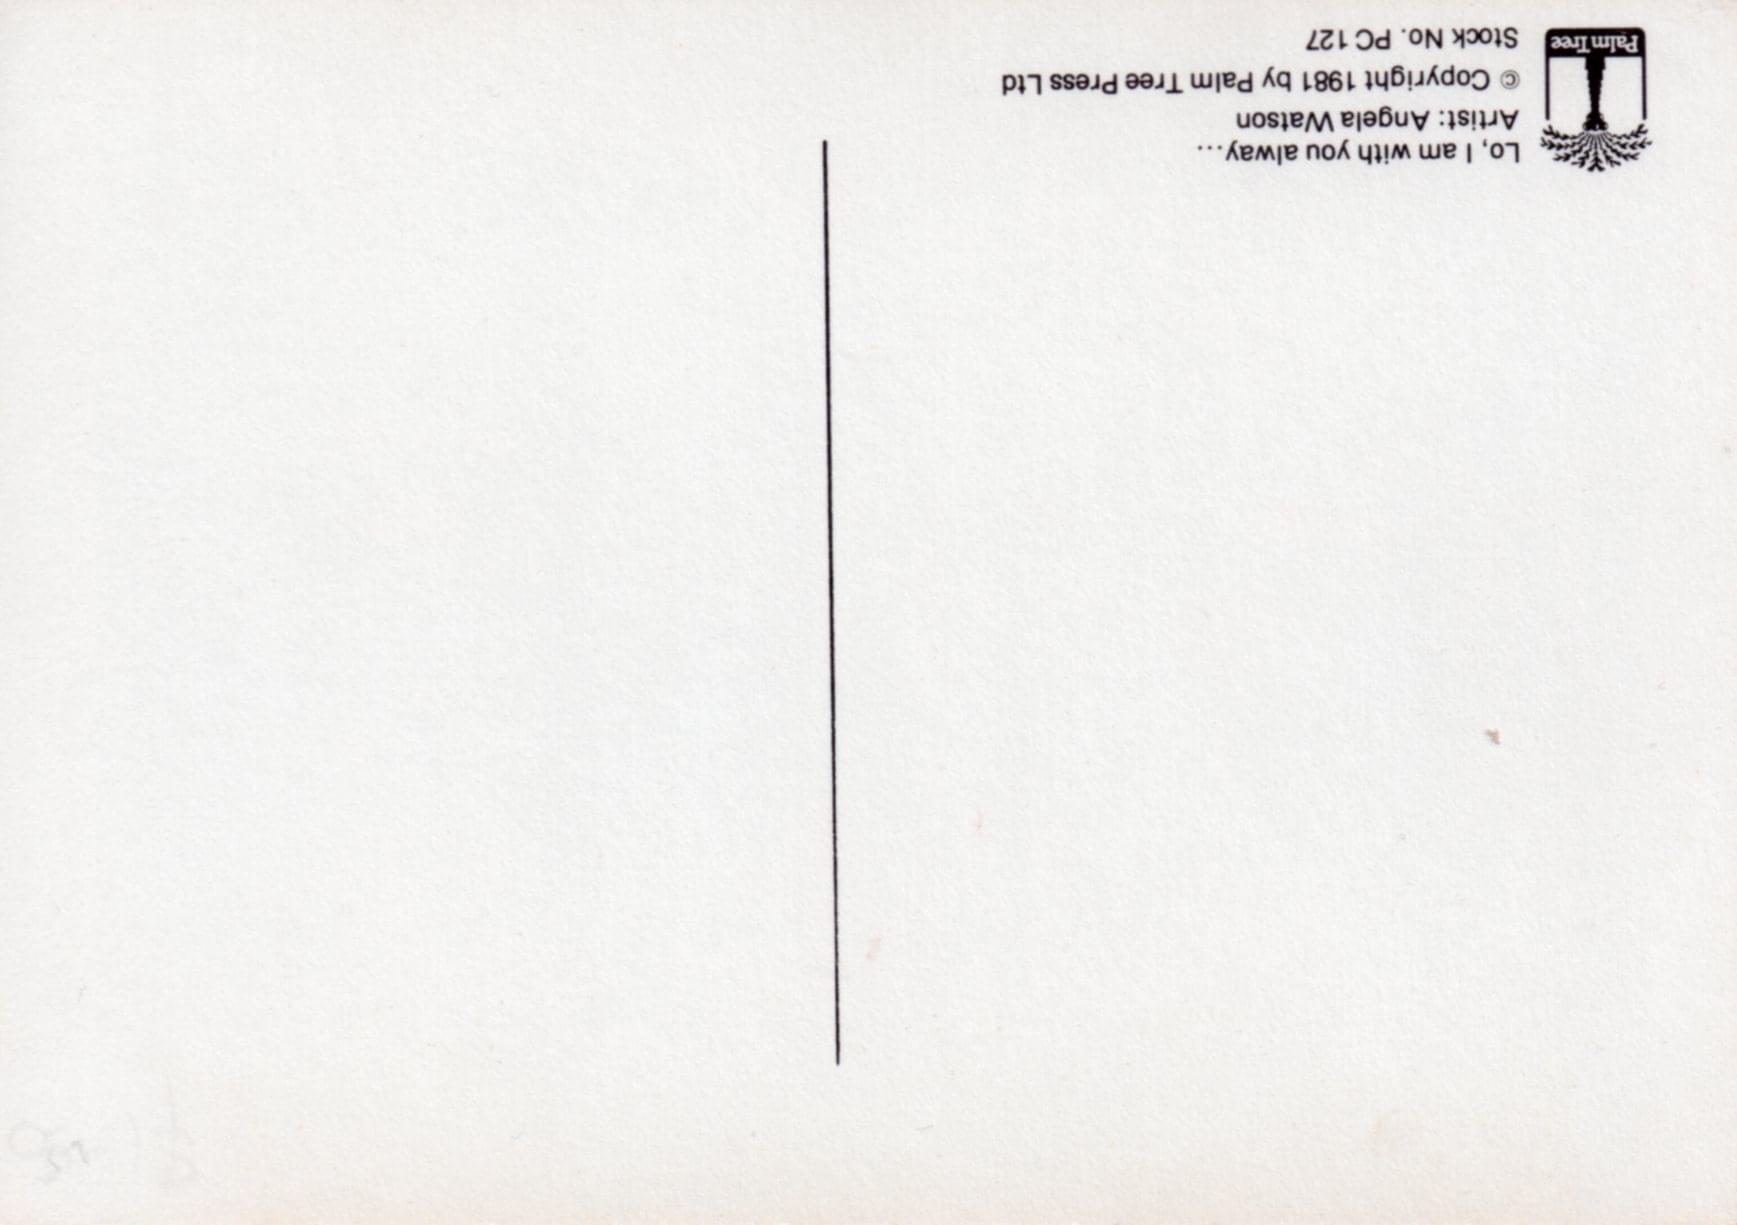 Lo, I am with you alway...
Artist: Angela Watson
© Copyright 1981 by Palm Tree Press Ltd
Palm Tree
Stock No. PC 127